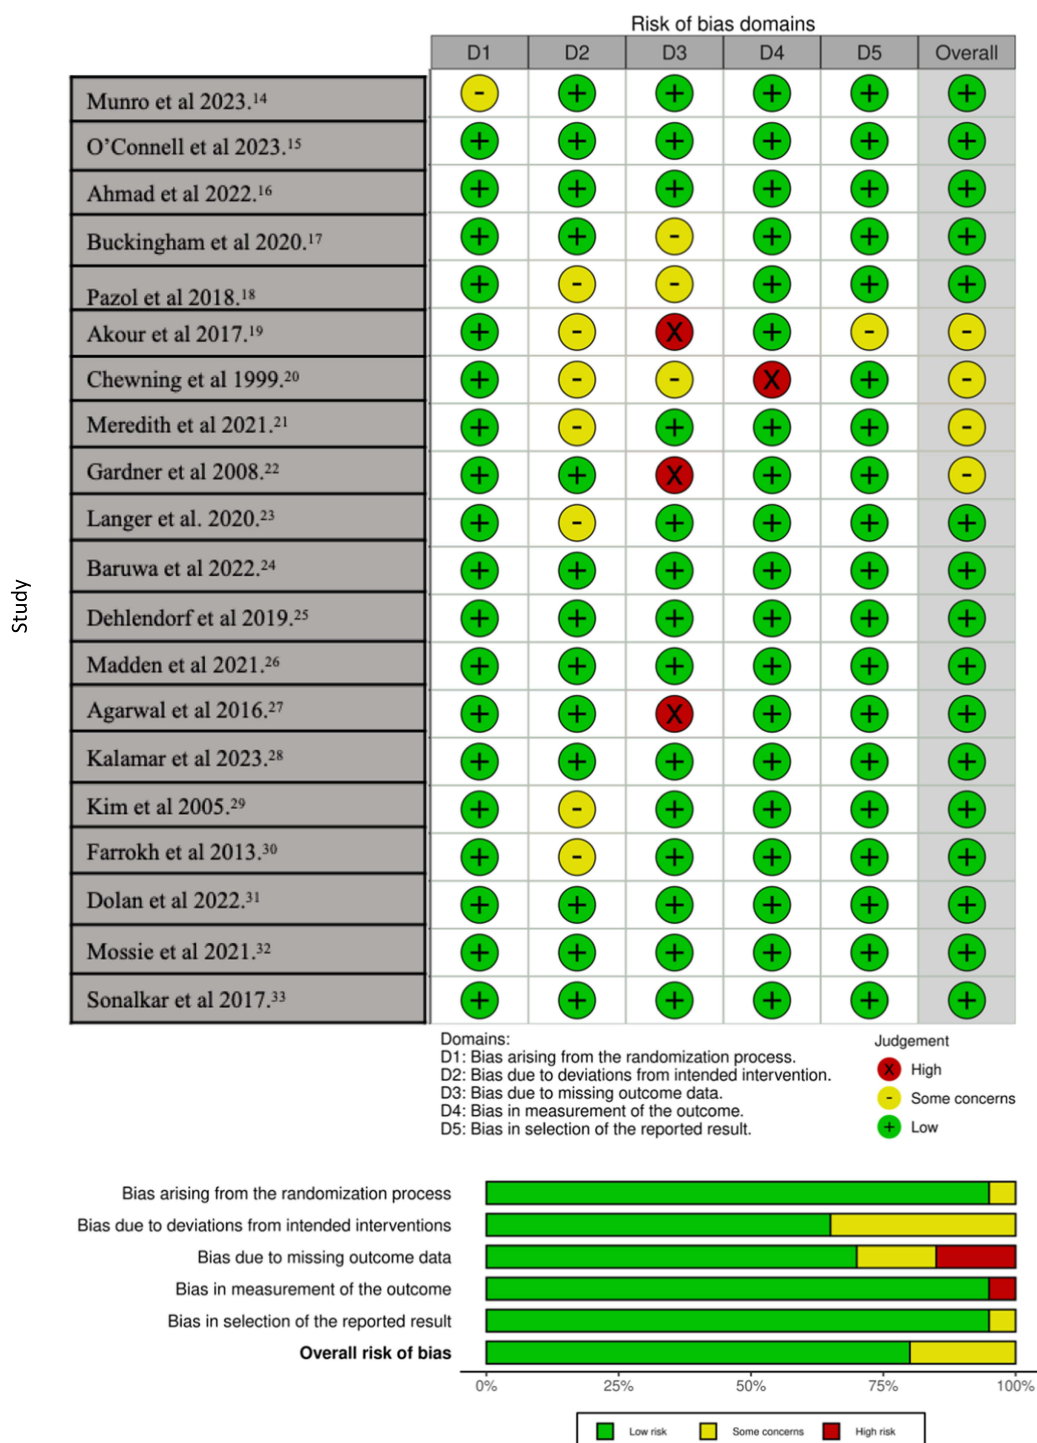 Risk of bias domains
D1 D2 D3 D4 D5 Overall
Study
Munro et al 2023.¹⁴ - + + + + +
O’Connell et al 2023.¹⁵ + + + + + +
Ahmad et al 2022.¹⁶ + + + + + +
Buckingham et al 2020.¹⁷ + + - + + +
Pazol et al 2018.¹⁸ + - - + + +
Akour et al 2017.¹⁹ + - X + - -
Chewning et al 1999.²⁰ + - - X + -
Meredith et al 2021.²¹ + - + + + -
Gardner et al 2008.²² + + X + + -
Langer et al. 2020.²³ + - + + + +
Baruwa et al 2022.²⁴ + + + + + +
Dehlendorf et al 2019.²⁵ + + + + + +
Madden et al 2021.²⁶ + + + + + +
Agarwal et al 2016.²⁷ + + X + + +
Kalamar et al 2023.²⁸ + + + + + +
Kim et al 2005.²⁹ + - + + + +
Farrokh et al 2013.³⁰ + - + + + +
Dolan et al 2022.³¹ + + + + + +
Mossie et al 2021.³² + + + + + +
Sonalkar et al 2017.³³ + + + + + +
Domains:
D1: Bias arising from the randomization process.
D2: Bias due to deviations from intended intervention.
D3: Bias due to missing outcome data.
D4: Bias in measurement of the outcome.
D5: Bias in selection of the reported result.
Judgement
X High
- Some concerns
+ Low
Bias arising from the randomization process
Bias due to deviations from intended interventions
Bias due to missing outcome data
Bias in measurement of the outcome
Bias in selection of the reported result
Overall risk of bias
0% 25% 50% 75% 100%
Low risk Some concerns High risk